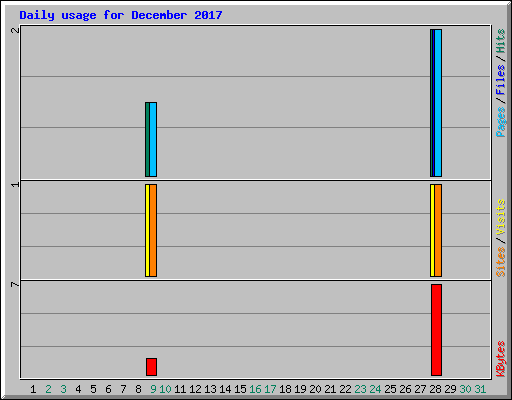 Daily usage for December 2017
2
Pages / Files / Hits
1
Sites / Visits
7
KBytes
1 2 3 4 5 6 7 8 9 10 11 12 13 14 15 16 17 18 19 20 21 22 23 24 25 26 27 28 29 30 31